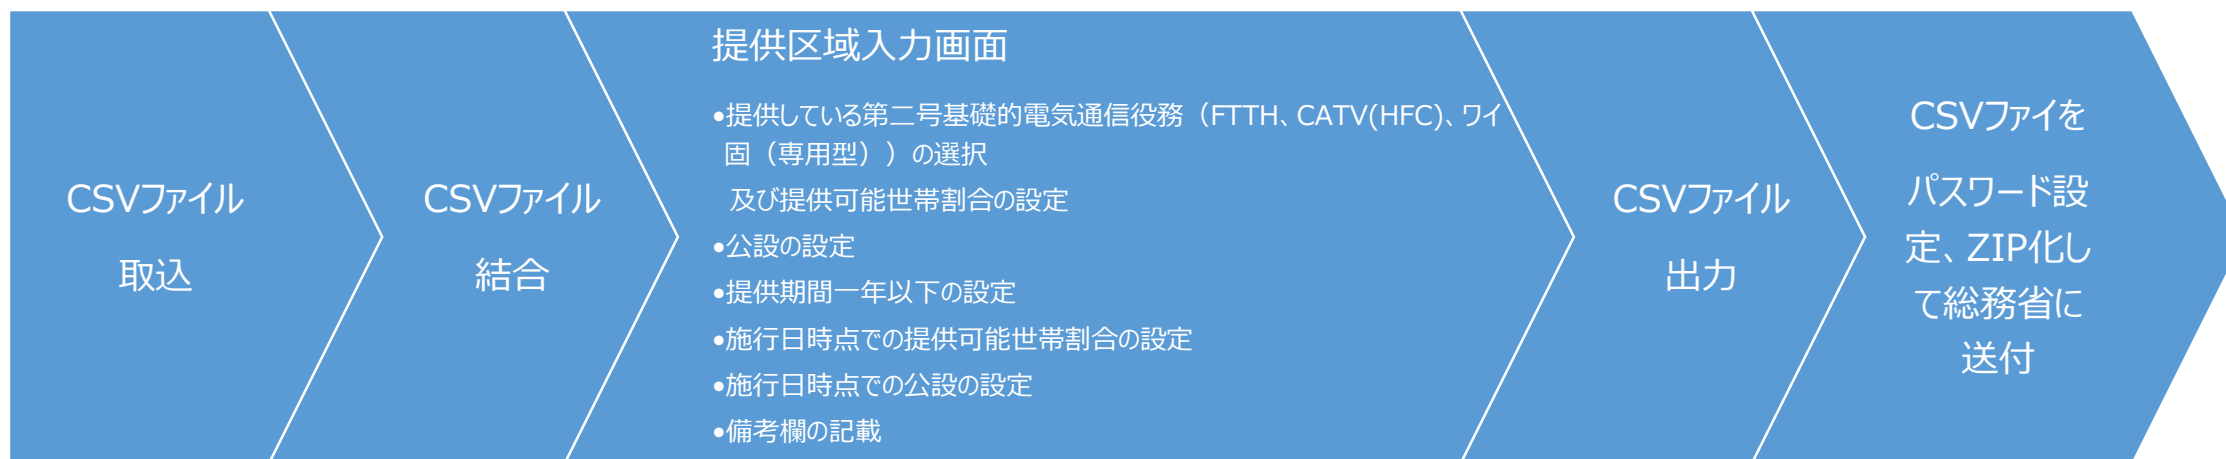 CSVファイル
取込
CSVファイル
結合
提供区域入力画面
•提供している第二号基礎的電気通信役務（FTTH、CATV(HFC)、ワイ
固（専用型））の選択
及び提供可能世帯割合の設定
•公設の設定
•提供期間一年以下の設定
•施行日時点での提供可能世帯割合の設定
•施行日時点での公設の設定
•備考欄の記載
CSVファイル
出力
CSVファイを
パスワード設
定、ZIP化し
て総務省に
送付